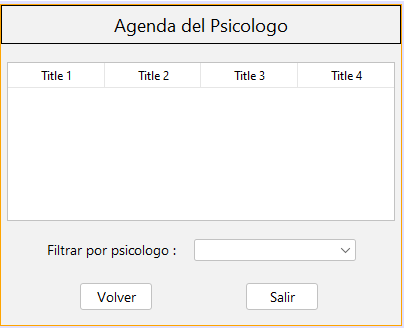 Agenda del Psicologo
Title 1 Title 2 Title 3 Title 4
Filtrar por psicologo :
Volver Salir